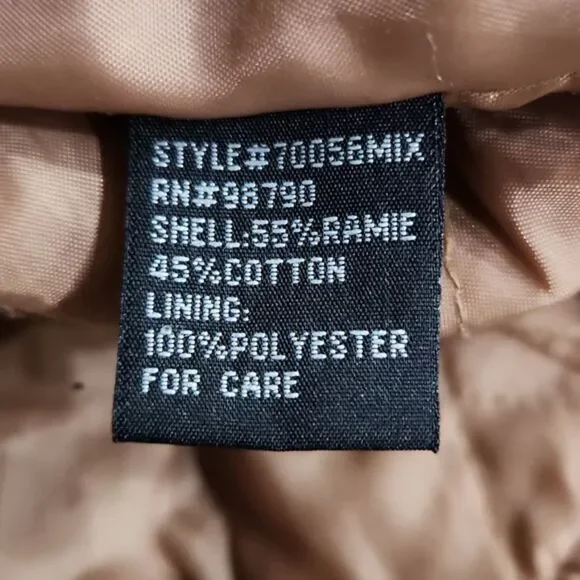 STYLE#70056MIX
RN#98790
SHELL:55%RAMIE
45%COTTON
LINING:
100%POLYESTER
FOR CARE